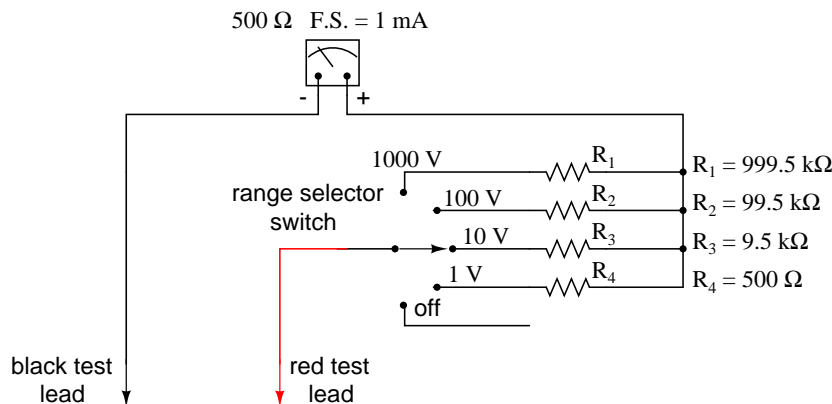 500 Ω F.S. = 1 mA
- +
1000 V R₁ R₁ = 999.5 kΩ
range selector
switch
100 V R₂ R₂ = 99.5 kΩ
10 V R₃ R₃ = 9.5 kΩ
1 V R₄ R₄ = 500 Ω
off
black test
lead
red test
lead